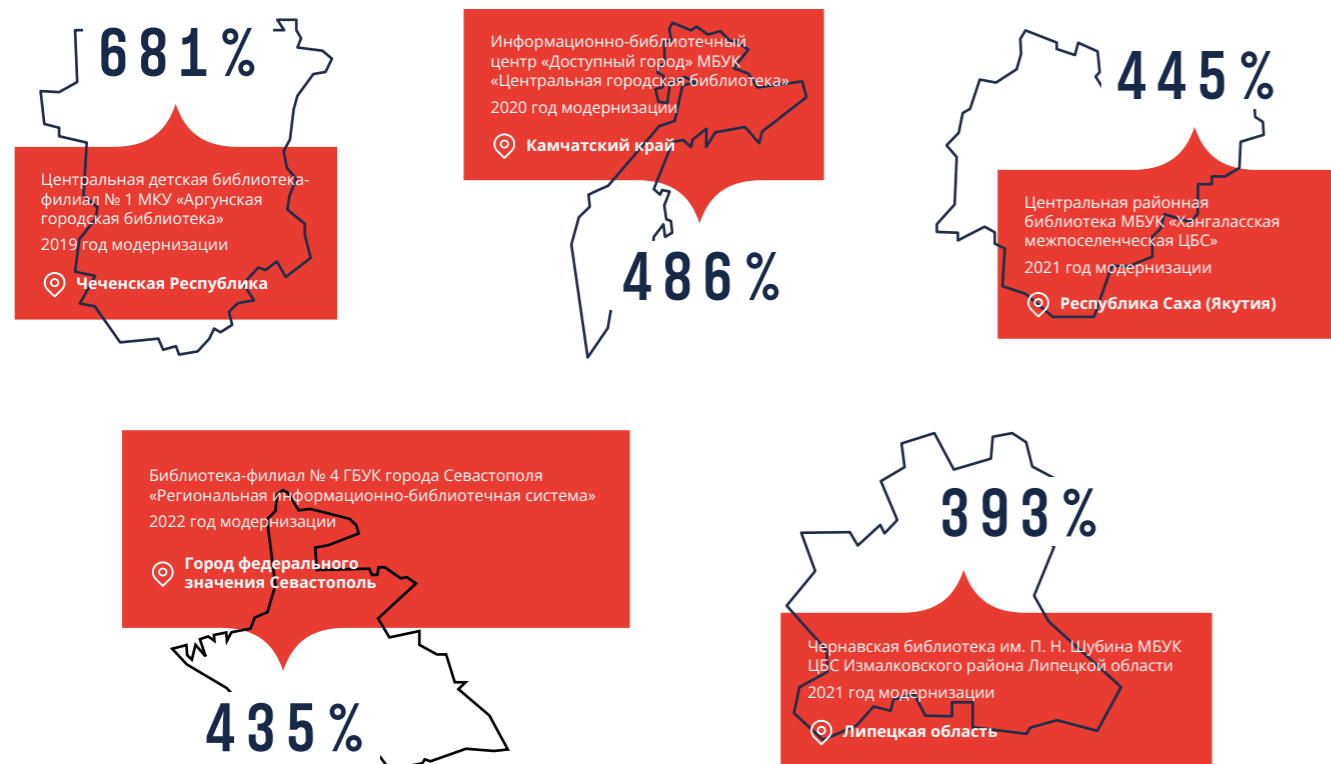 681%
Центральная детская библиотека-
филиал № 1 МКУ «Аргунская
городская библиотека»
2019 год модернизации
Чеченская Республика
Информационно-библиотечный
центр «Доступный город» МБУК
«Центральная городская библиотека»
2020 год модернизации
Камчатский край
486%
445%
Центральная районная
библиотека МБУК «Хангаласская
межпоселенческая ЦБС»
2021 год модернизации
Республика Саха (Якутия)
Библиотека-филиал № 4 ГБУК города Севастополя
«Региональная информационно-библиотечная система»
2022 год модернизации
Город федерального
значения Севастополь
435%
393%
Чернавская библиотека им. П. Н. Шубина МБУК
ЦБС Измалковского района Липецкой области
2021 год модернизации
Липецкая область